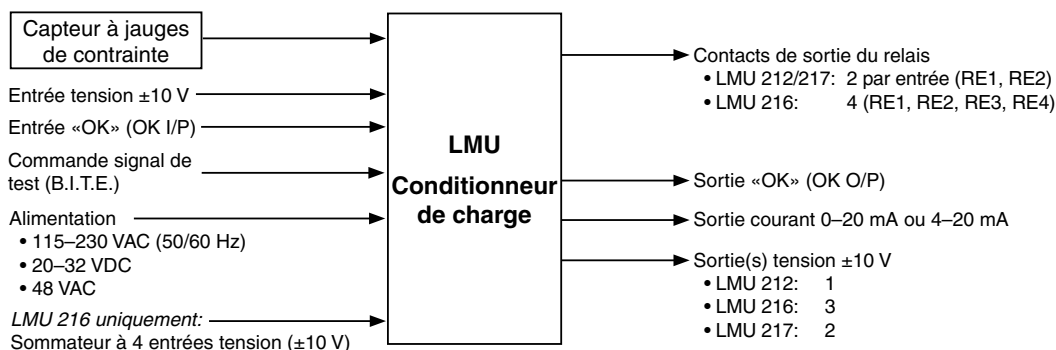 Capteur à jauges
de contrainte
Entrée tension ±10 V
Entrée «OK» (OK I/P)
Commande signal de
test (B.I.T.E.)
Alimentation
• 115–230 VAC (50/60 Hz)
• 20–32 VDC
• 48 VAC
LMU 216 uniquement:
Sommateur à 4 entrées tension (±10 V)
LMU
Conditionneur
de charge
Contacts de sortie du relais
• LMU 212/217: 2 par entrée (RE1, RE2)
• LMU 216: 4 (RE1, RE2, RE3, RE4)
Sortie «OK» (OK O/P)
Sortie courant 0–20 mA ou 4–20 mA
Sortie(s) tension ±10 V
• LMU 212: 1
• LMU 216: 3
• LMU 217: 2